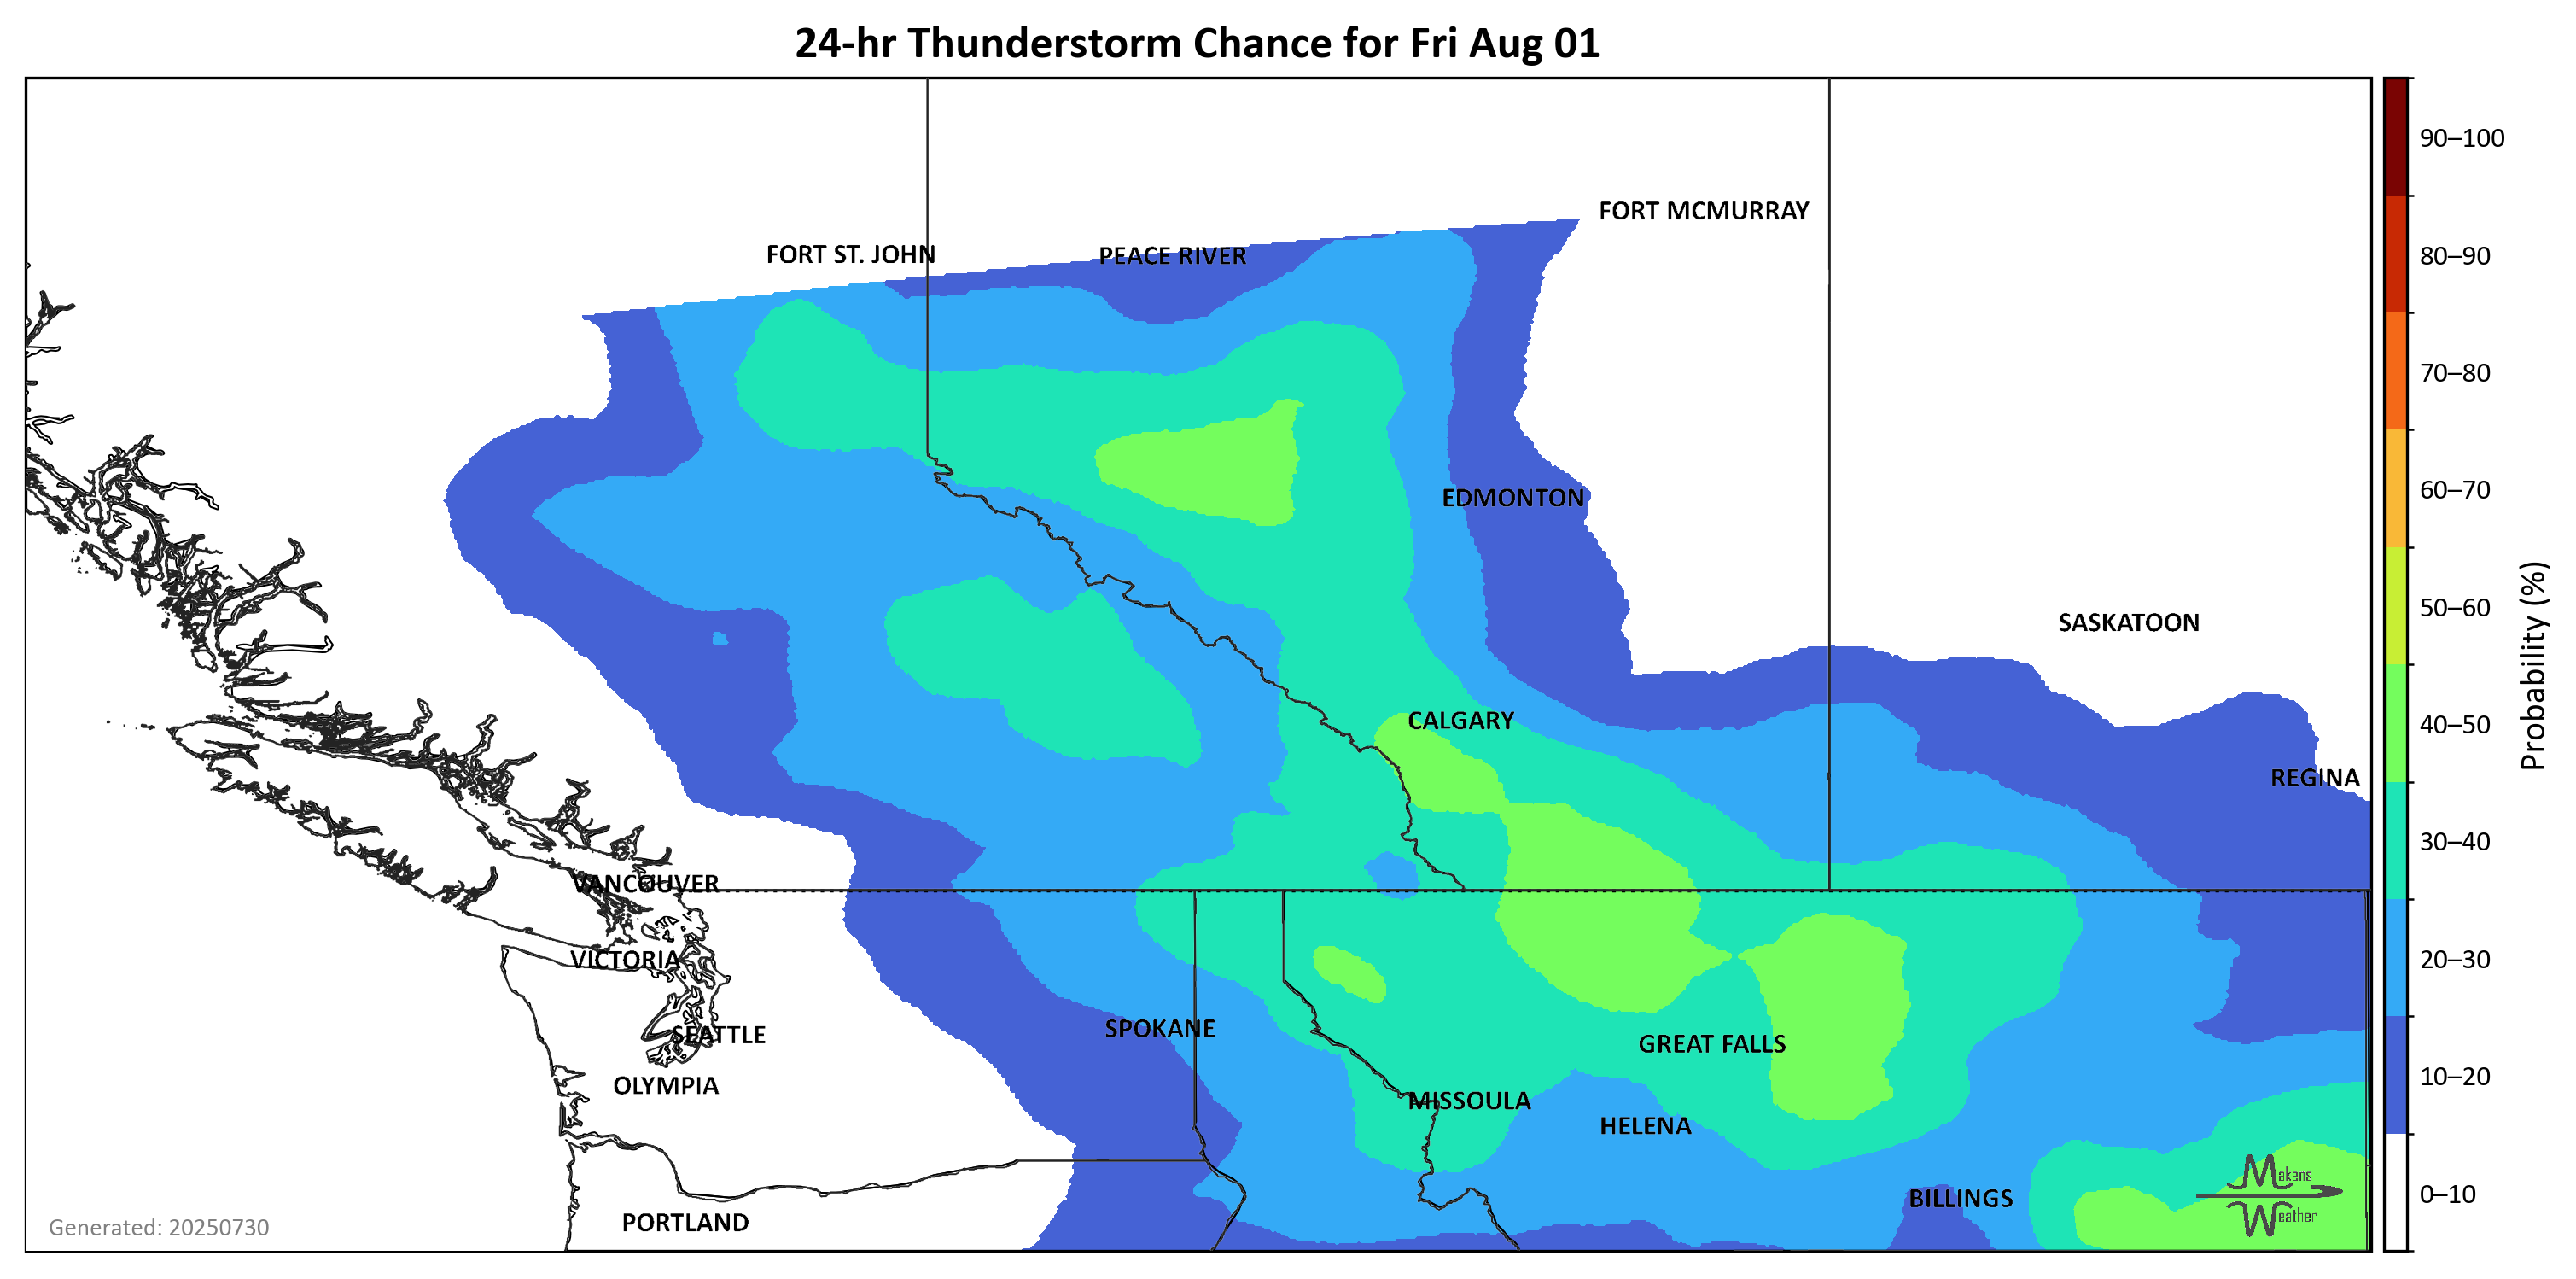 24-hr Thunderstorm Chance for Fri Aug 01
90–100
FORT MCMURRAY
FORT ST. JOHN
PEACE RIVER
80–90
70–80
EDMONTON
60–70
SASKATOON
50–60
CALGARY
40–50
Probability (%)
REGINA
30–40
VANCOUVER
VICTORIA
20–30
SPOKANE
SEATTLE
GREAT FALLS
OLYMPIA
MISSOULA
10–20
HELENA
Makens
Weather
BILLINGS
0–10
PORTLAND
Generated: 20250730